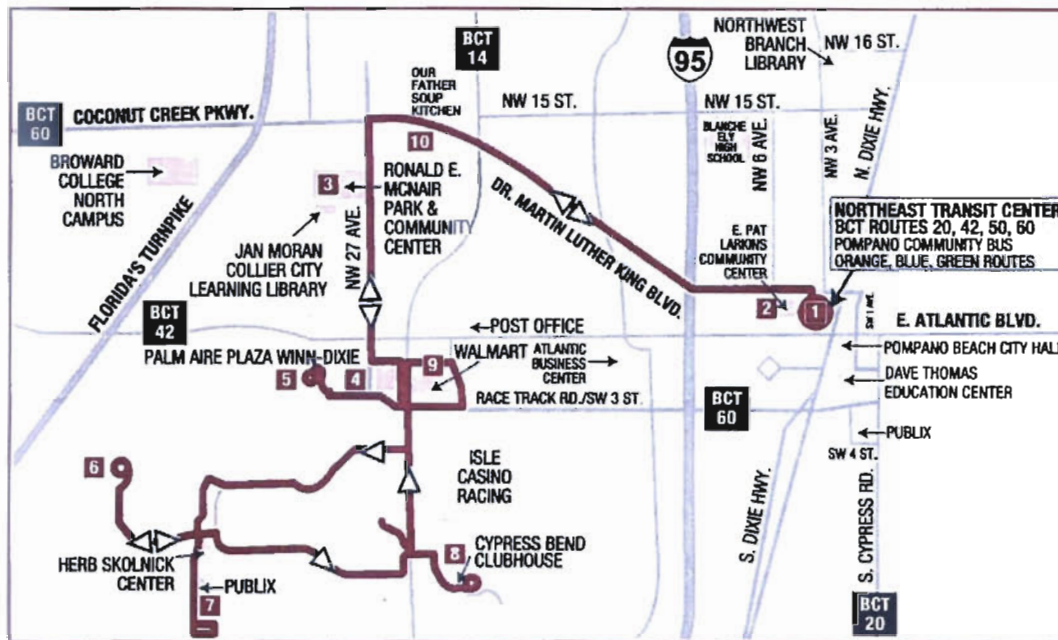 NORTHWEST
BRANCH
LIBRARY
NW 16 ST.
BCT
14
95
OUR
FATHER
SOUP
KITCHEN
NW 15 ST.
NW 15 ST.
BCT
60
COCONUT CREEK PKWY.
10
BLANCHE
ELY
HIGH
SCHOOL
NW 6 AVE.
NW 3 AVE.
N. DIXIE HWY.
BROWARD
COLLEGE
NORTH
CAMPUS
3
RONALD E.
MCNAIR
PARK &
COMMUNITY
CENTER
DR. MARTIN LUTHER KING BLVD.
NORTHEAST TRANSIT CENTER
BCT ROUTES 20, 42, 50, 60
POMPANO COMMUNITY BUS
ORANGE, BLUE, GREEN ROUTES
FLORIDA'S TURNPIKE
JAN MORAN
COLLIER CITY
LEARNING LIBRARY
NW 27 AVE.
E. PAT
LARKINS
COMMUNITY
CENTER
2
1
SW 1 AVE.
BCT
42
POST OFFICE
E. ATLANTIC BLVD.
PALM AIRE PLAZA WINN-DIXIE
WALMART
ATLANTIC
BUSINESS
CENTER
POMPANO BEACH CITY HALL
5
4
9
DAVE THOMAS
EDUCATION CENTER
RACE TRACK RD./SW 3 ST.
BCT
60
PUBLIX
SW 4 ST.
6
ISLE
CASINO
RACING
S. DIXIE HWY.
S. CYPRESS RD.
HERB SKOLNICK
CENTER
8
CYPRESS BEND
CLUBHOUSE
PUBLIX
7
BCT
20